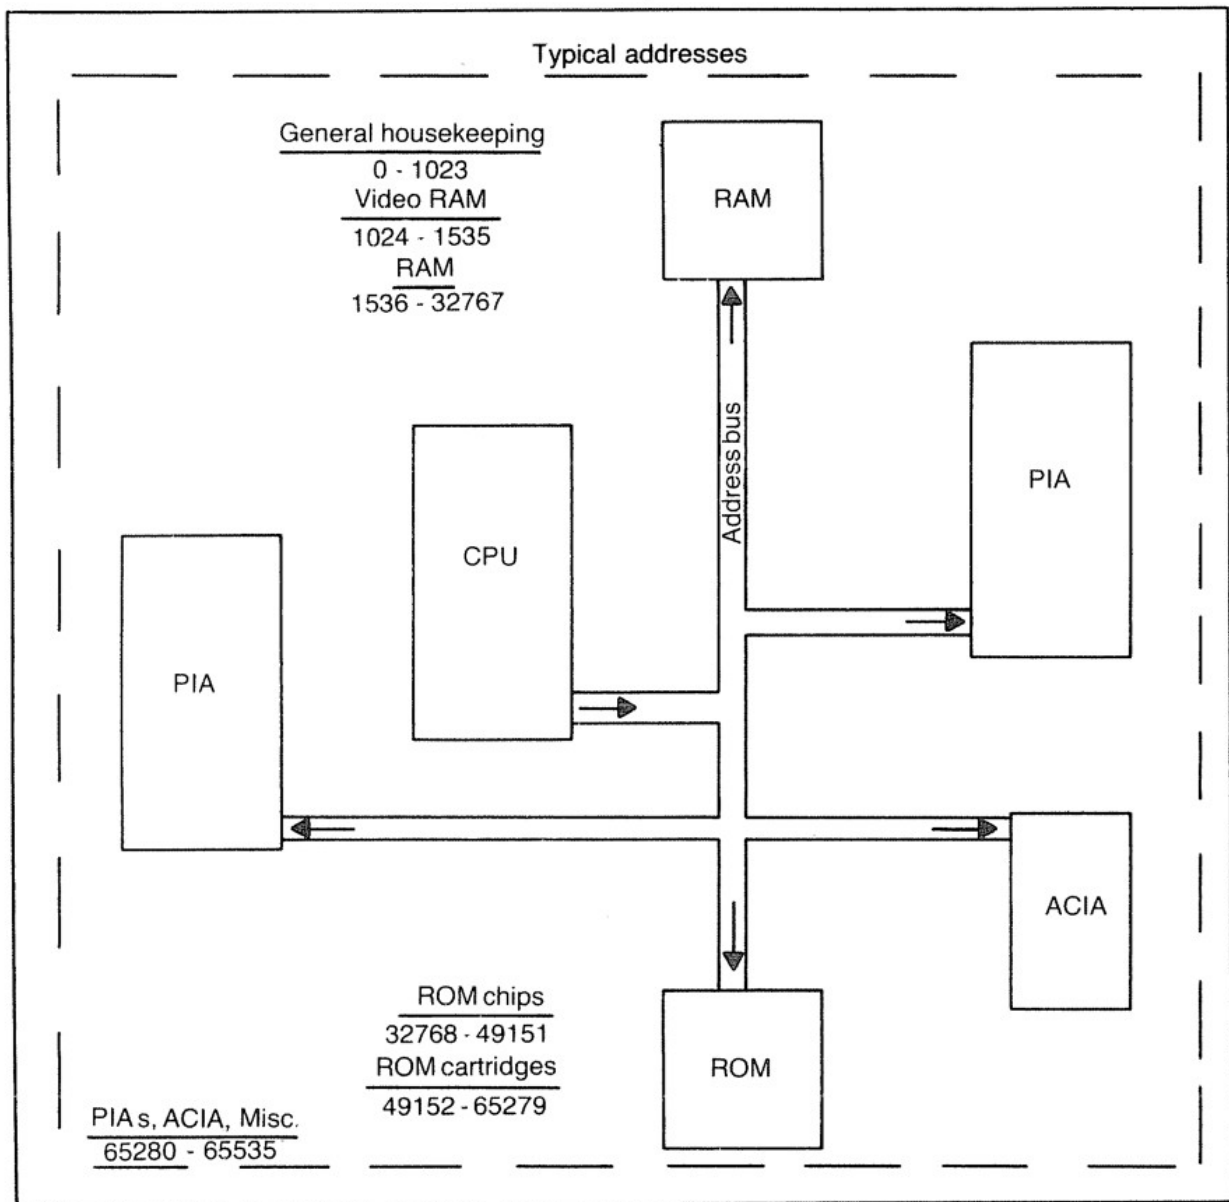 Typical addresses
General housekeeping
0 - 1023
Video RAM
1024 - 1535
RAM
1536 - 32767
RAM
Address bus
PIA
CPU
PIA
ACIA
ROM chips
32768 - 49151
ROM cartridges
49152 - 65279
ROM
PIAs, ACIA, Misc.
65280 - 65535